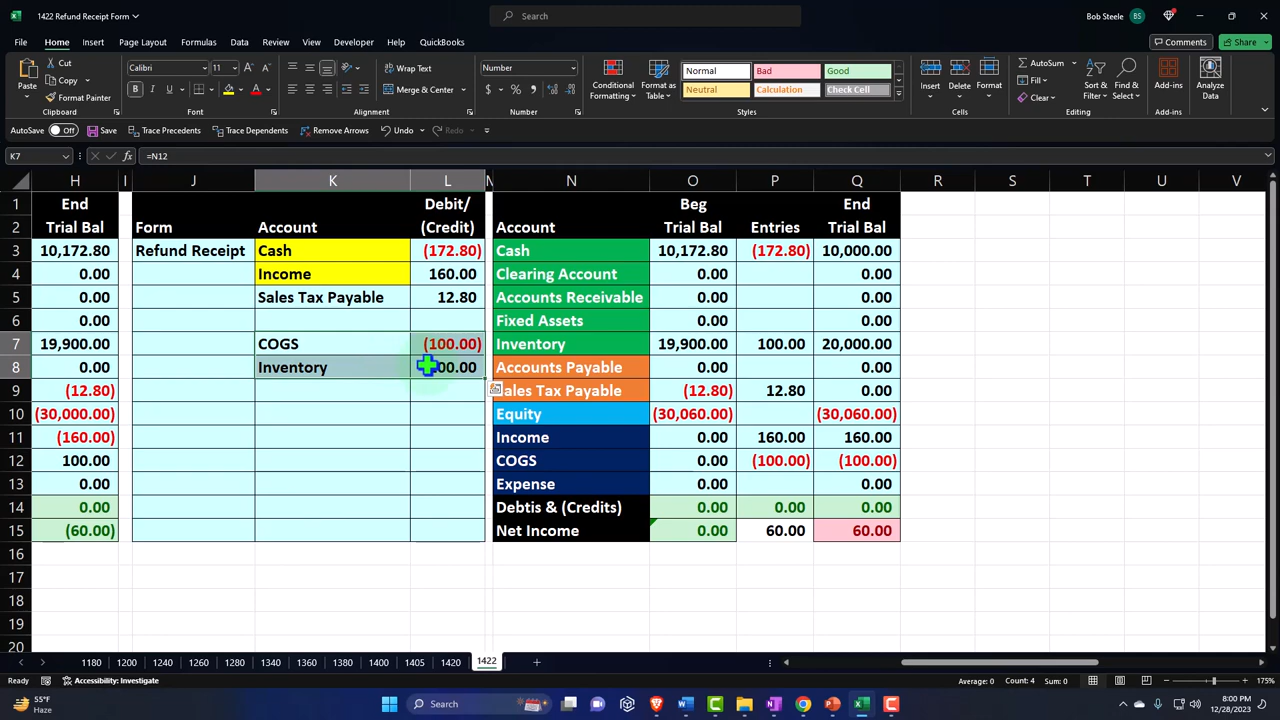 1422 Refund Receipt Form
Search
Bob Steele BS
File Home Insert Page Layout Formulas Data Review View Developer Help QuickBooks
Comments Share
Paste Cut Copy Format Painter
Clipboard
Calibri 11
B I U
Font
Wrap Text
Merge & Center
Alignment
Number
$ % ,
Number
Conditional Formatting Format as Table
Normal Bad Good
Neutral Calculation Check Cell
Styles
Insert Delete Format
Cells
AutoSum Fill Clear
Sort & Filter Find & Select
Editing
Add-ins
Add-ins
Analyze Data
AutoSave Off Save Trace Precedents Trace Dependents Remove Arrows Undo
K7 fx =N12
H I J K L M N O P Q R S T U V
1 End Debit/ Beg End
2 Trial Bal Form Account (Credit) Account Trial Bal Entries Trial Bal
3 10,172.80 Refund Receipt Cash (172.80) Cash 10,172.80 (172.80) 10,000.00
4 0.00 Income 160.00 Clearing Account 0.00 0.00
5 0.00 Sales Tax Payable 12.80 Accounts Receivable 0.00 0.00
6 0.00 Fixed Assets 0.00 0.00
7 19,900.00 COGS (100.00) Inventory 19,900.00 100.00 20,000.00
8 0.00 Inventory 00.00 Accounts Payable 0.00 0.00
9 (12.80) ales Tax Payable (12.80) 12.80 0.00
10 (30,000.00) Equity (30,060.00) (30,060.00)
11 (160.00) Income 0.00 160.00 160.00
12 100.00 COGS 0.00 (100.00) (100.00)
13 0.00 Expense 0.00 0.00
14 0.00 Debtis & (Credits) 0.00 0.00 0.00
15 (60.00) Net Income 0.00 60.00 60.00
16
17
18
19
20
1180 1200 1240 1260 1280 1340 1360 1380 1400 1405 1420 1422
Ready Accessibility: Investigate Average: 0.00 Count: 4 Sum: 0.00 175%
55°F
Haze
Search
8:00 PM
12/28/2023